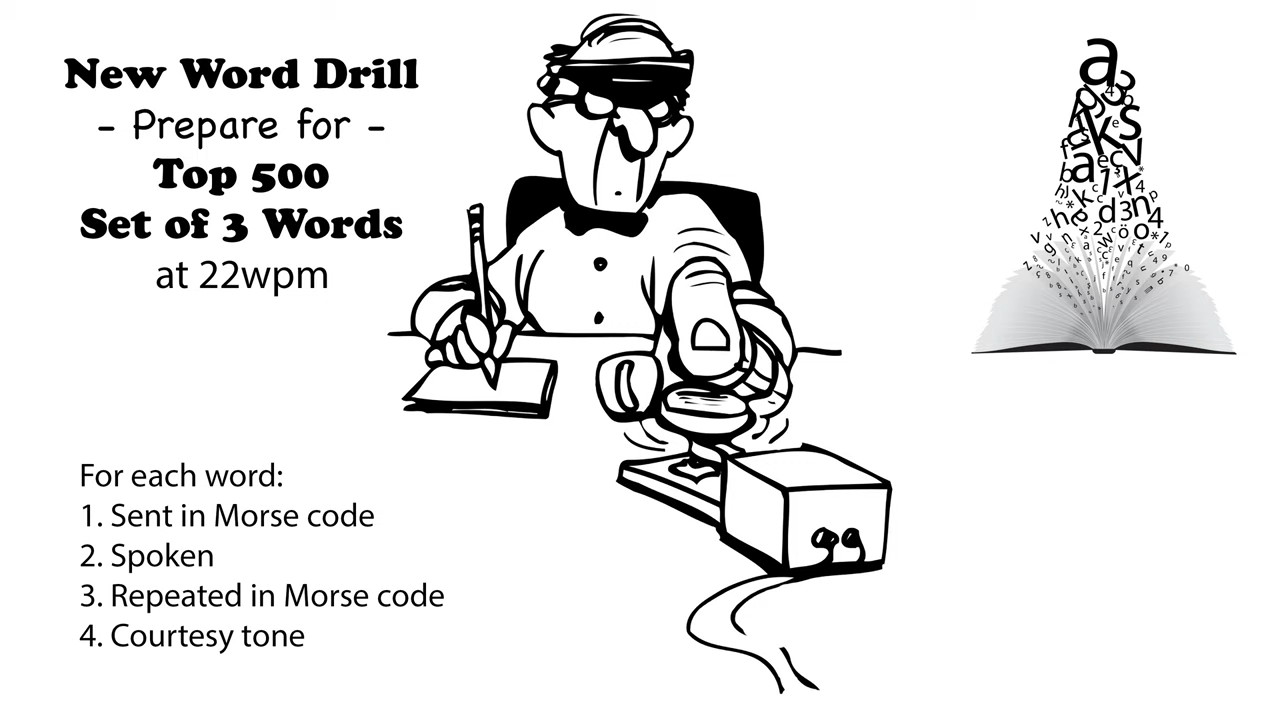 New Word Drill
- Prepare for -
Top 500
Set of 3 Words
at 22wpm
For each word:
1. Sent in Morse code
2. Spoken
3. Repeated in Morse code
4. Courtesy tone